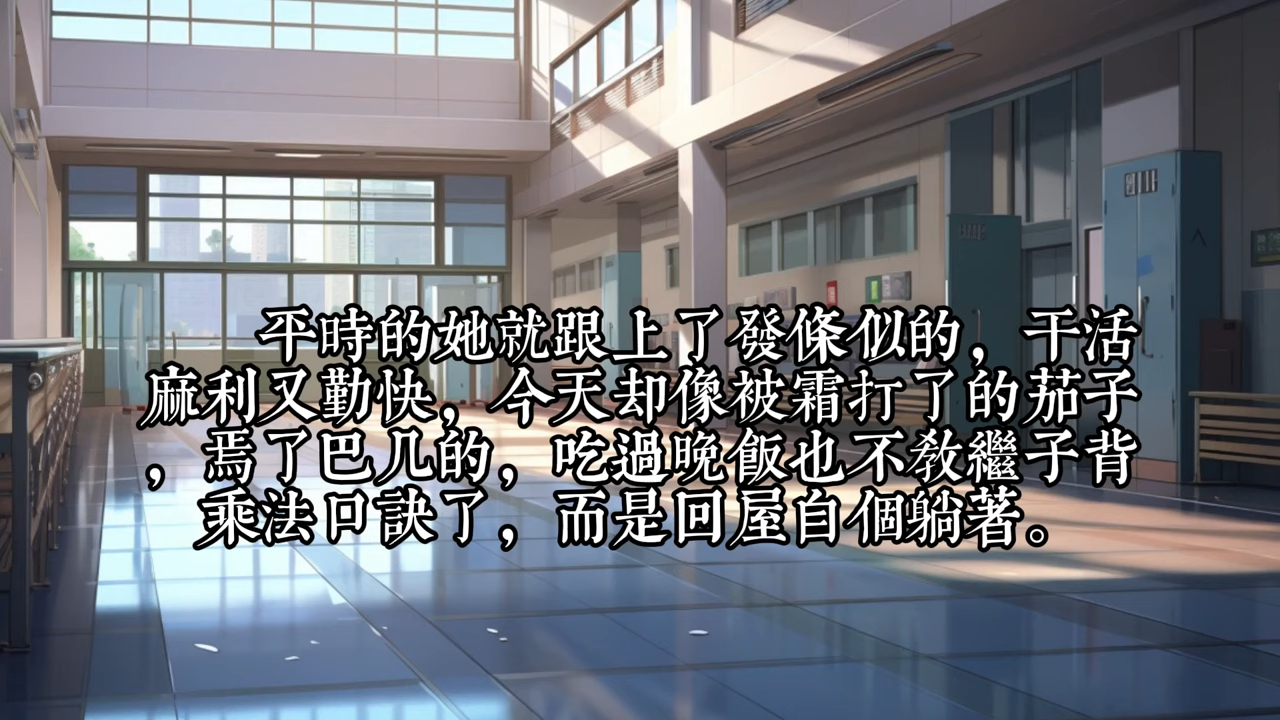 平時的她就跟上了發條似的，干活
麻利又勤快，今天却像被霜打了的茄子
，焉了巴几的，吃過晚飯也不教繼子背
乘法口訣了，而是回屋自個躺著。